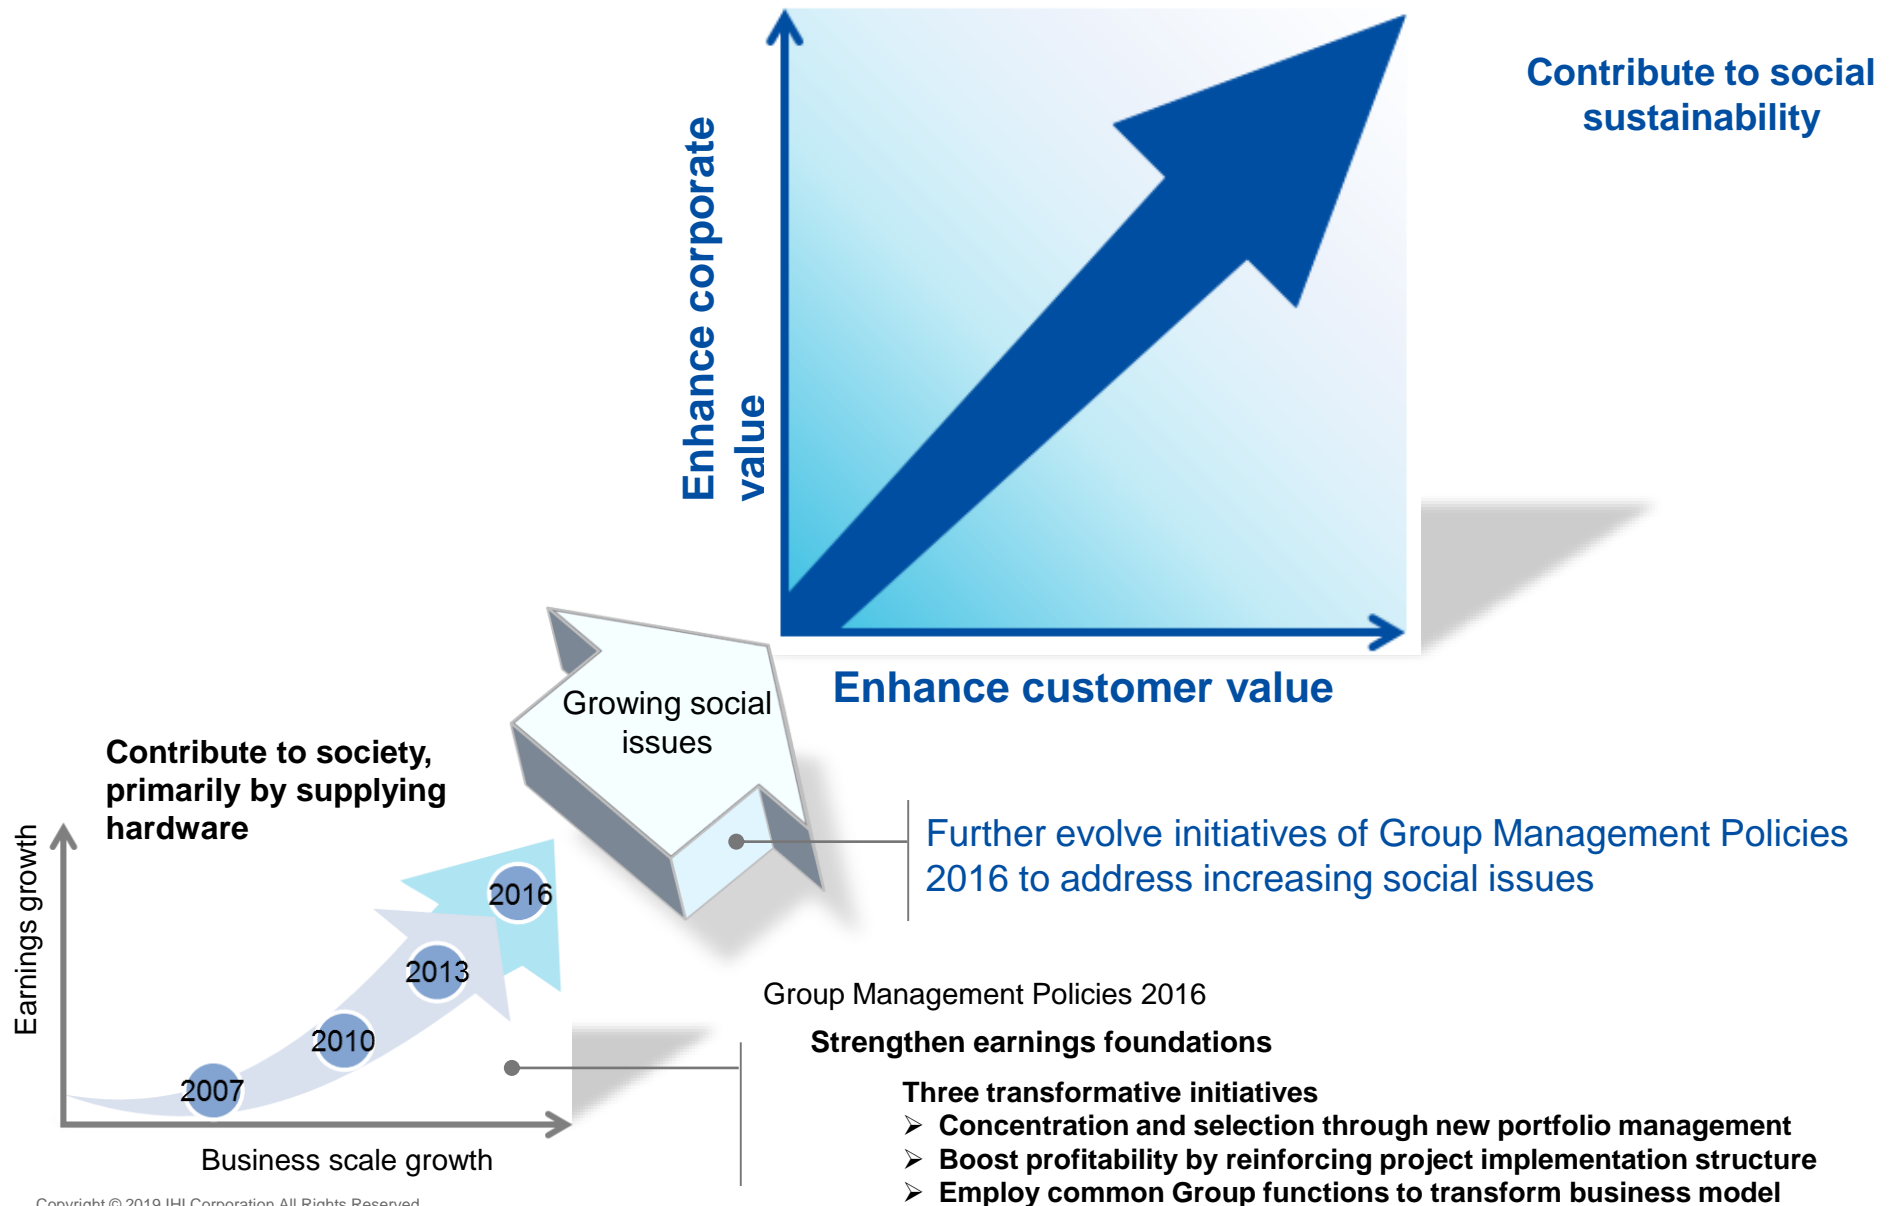 Contribute to social
sustainability
Enhance corporate
value
Enhance customer value
Growing social
issues
Contribute to society,
primarily by supplying
hardware
Further evolve initiatives of Group Management Policies
2016 to address increasing social issues
Earnings growth
2016
2013
2010
2007
Business scale growth
Group Management Policies 2016
Strengthen earnings foundations
Three transformative initiatives
➢ Concentration and selection through new portfolio management
➢ Boost profitability by reinforcing project implementation structure
➢ Employ common Group functions to transform business model
Copyright © 2019 IHI Corporation All Rights Reserved